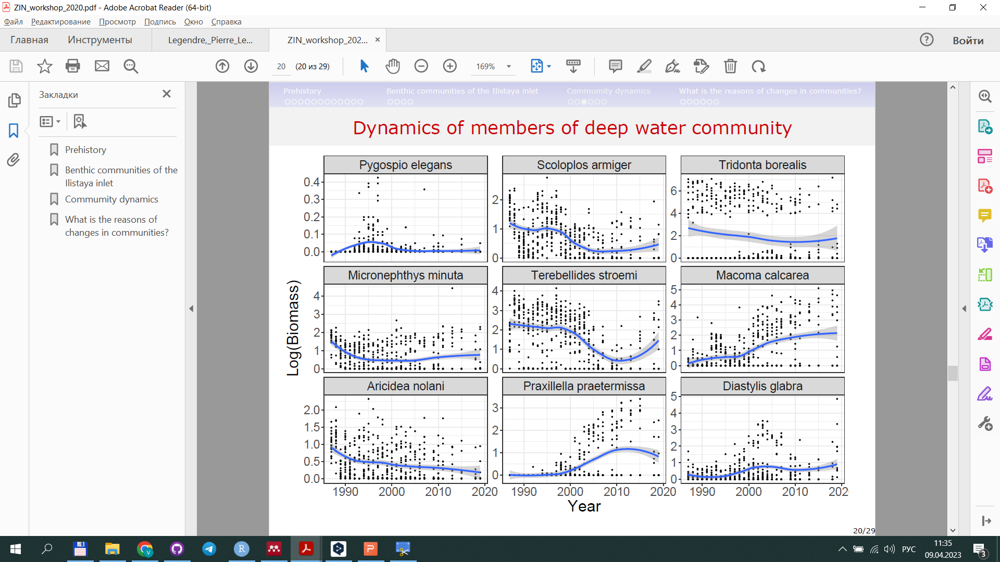 ZIN_workshop_2020.pdf - Adobe Acrobat Reader (64-bit)
Файл Редактирование Просмотр Подпись Окно Справка
Главная Инструменты Legendre,_Pierre_Le... ZIN_workshop_202... × Войти
20 (20 из 29) 169%
Закладки
Prehistory
Benthic communities of the
Ilistaya inlet
Commumity dynamics
What is the reasons of
changes in communities?
Prehistory Benthic communities of the Ilistaya inlet Commumity dynamics What is the reasons of changes in communities?
Dynamics of members of deep water community
Pygospio elegans Scoloplos armiger Tridonta borealis
0.4
0.3
0.2
0.1
0.0
2
1
0
6
4
2
0
Micronephthys minuta Terebellides stroemi Macoma calcarea
4
3
2
1
0
4
3
2
1
0
5
4
3
2
1
0
Aricidea nolani Praxillella praetermissa Diastylis glabra
2.0
1.5
1.0
0.5
0.0
3
2
1
0
5
4
3
2
1
0
1990 2000 2010 2020 1990 2000 2010 2020 1990 2000 2010 202
Log(Biomass)
Year
20/29
РУС
11:35
09.04.2023
3